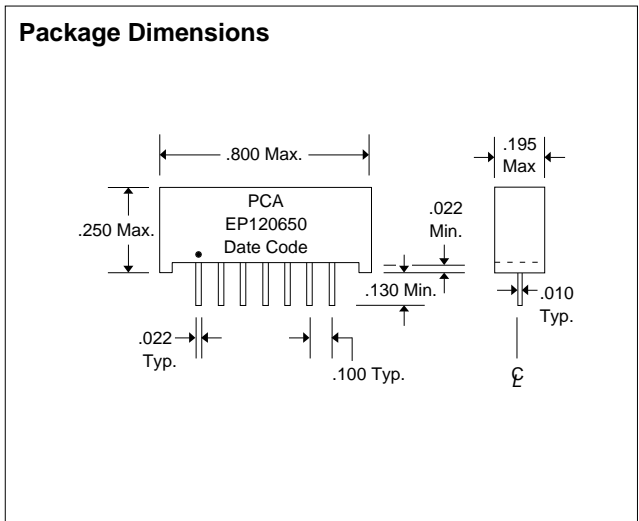 Package Dimensions
.800 Max.
.195
Max
PCA
EP120650
Date Code
.250 Max.
.022
Min.
.130 Min.
.010
Typ.
.022
Typ.
.100 Typ.
℄